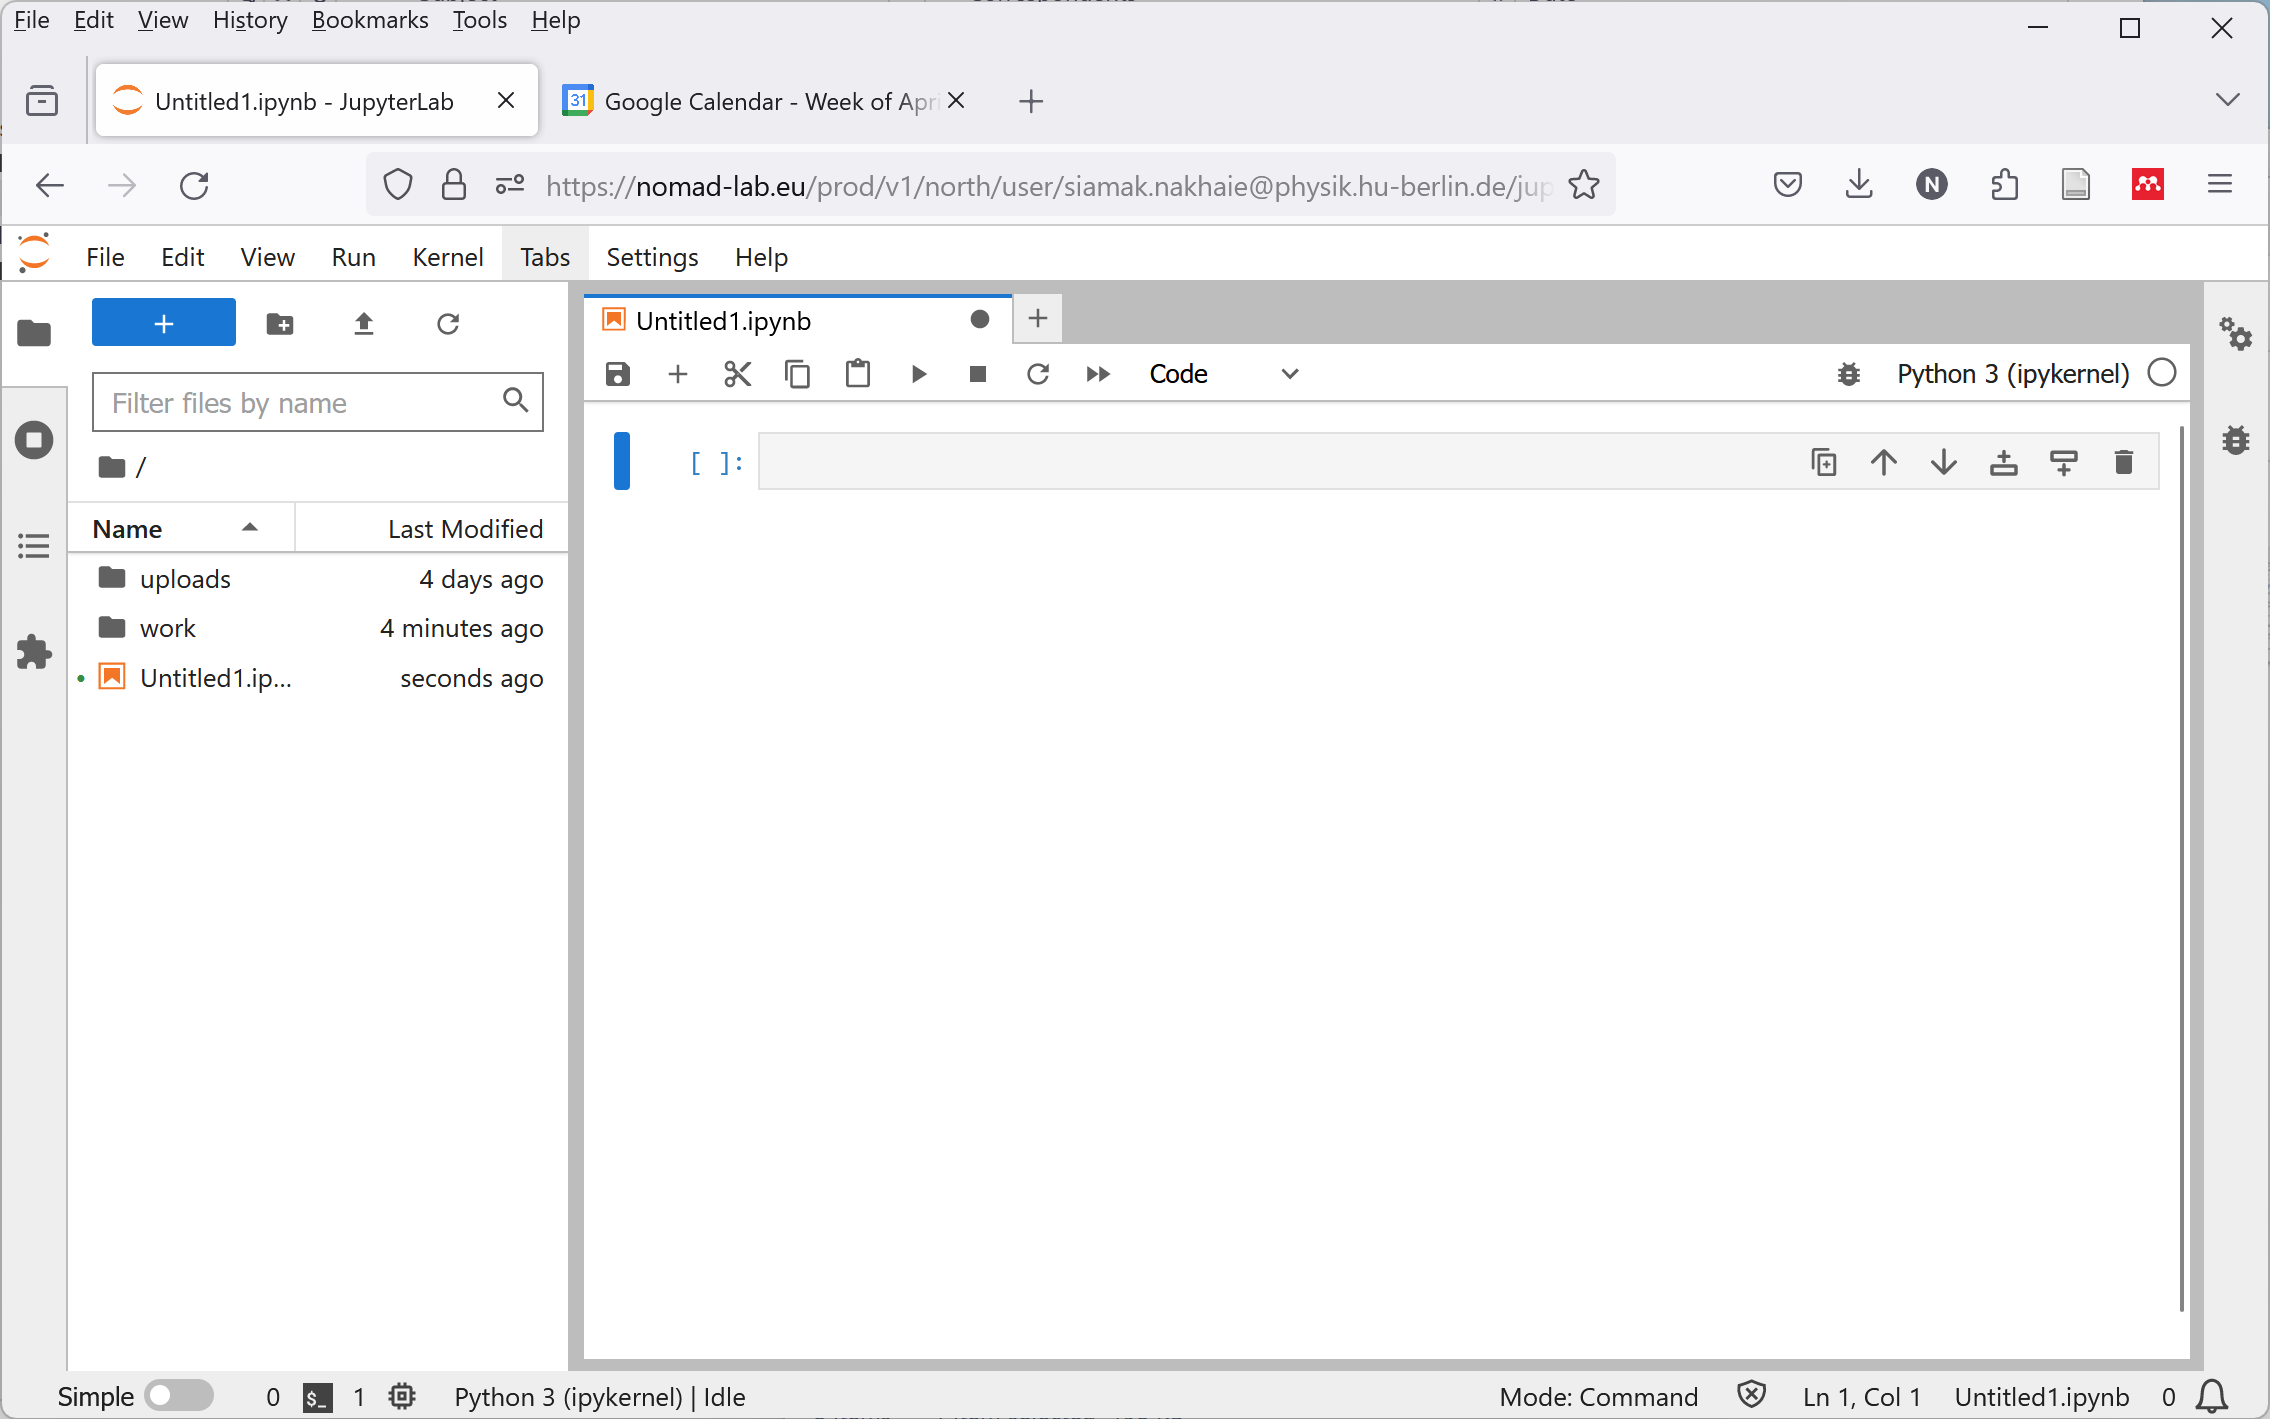 File Edit View History Bookmarks Tools Help
Untitled1.ipynb - JupyterLab
Google Calendar - Week of Apri
https://nomad-lab.eu/prod/v1/north/user/siamak.nakhaie@physik.hu-berlin.de/jup
File Edit View Run Kernel Tabs Settings Help
Untitled1.ipynb
Code
Python 3 (ipykernel)
Filter files by name
/
[ ]:
Name Last Modified
uploads 4 days ago
work 4 minutes ago
Untitled1.ip... seconds ago
Simple 0 $_ 1 Python 3 (ipykernel) | Idle Mode: Command Ln 1, Col 1 Untitled1.ipynb 0